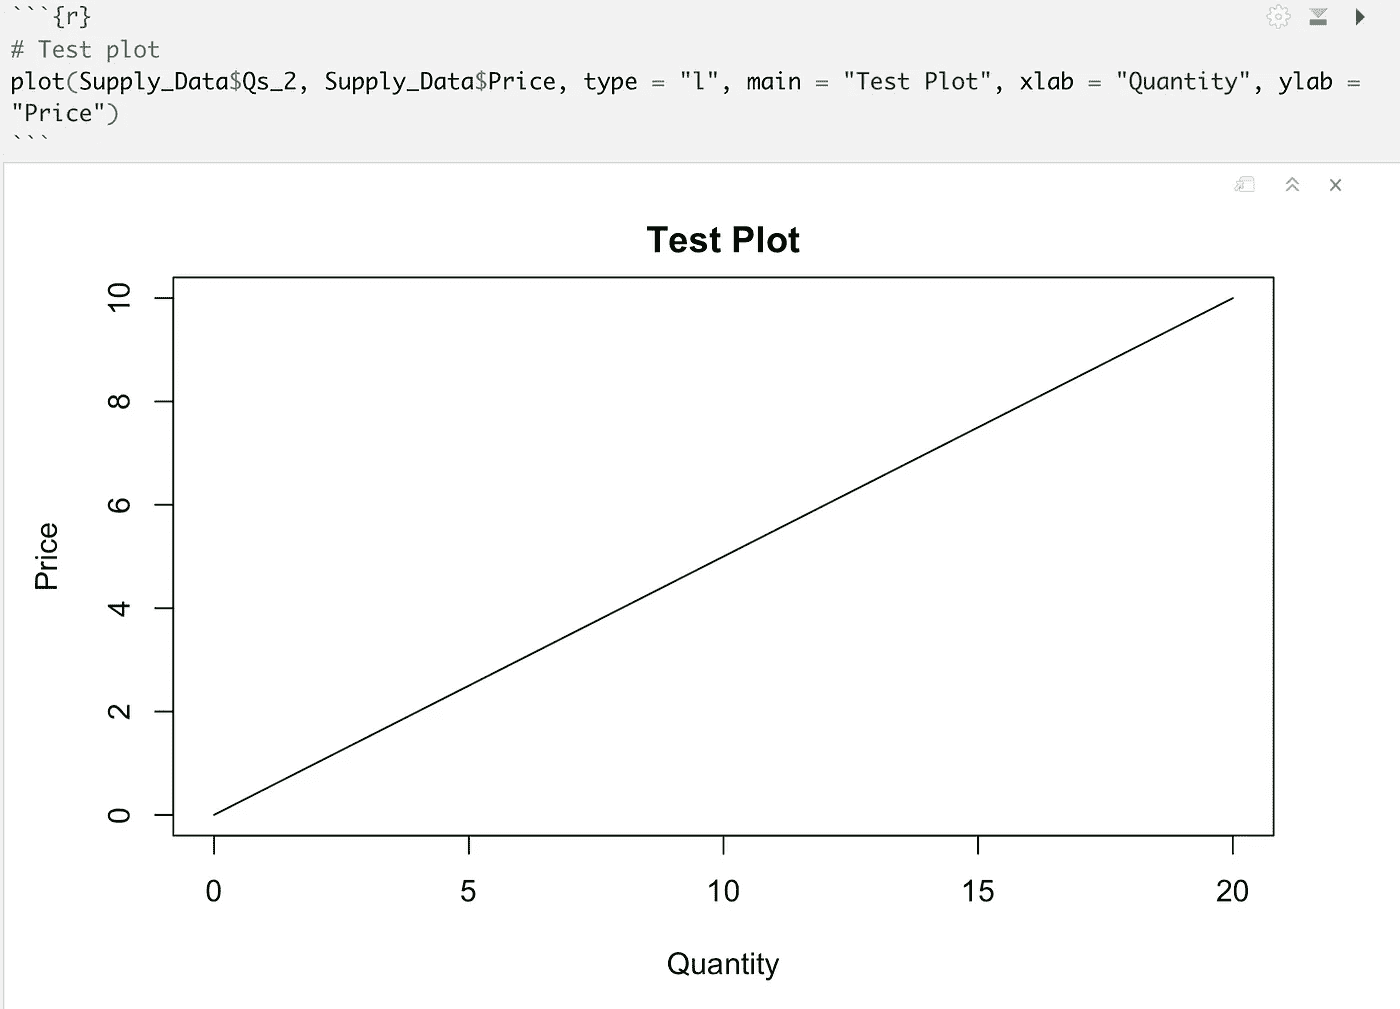 ```{r}
# Test plot
plot(Supply_Data$Qs_2, Supply_Data$Price, type = "l", main = "Test Plot", xlab = "Quantity", ylab =
"Price")
```
Test Plot
10
8
6
4
2
0
Price
0 5 10 15 20
Quantity